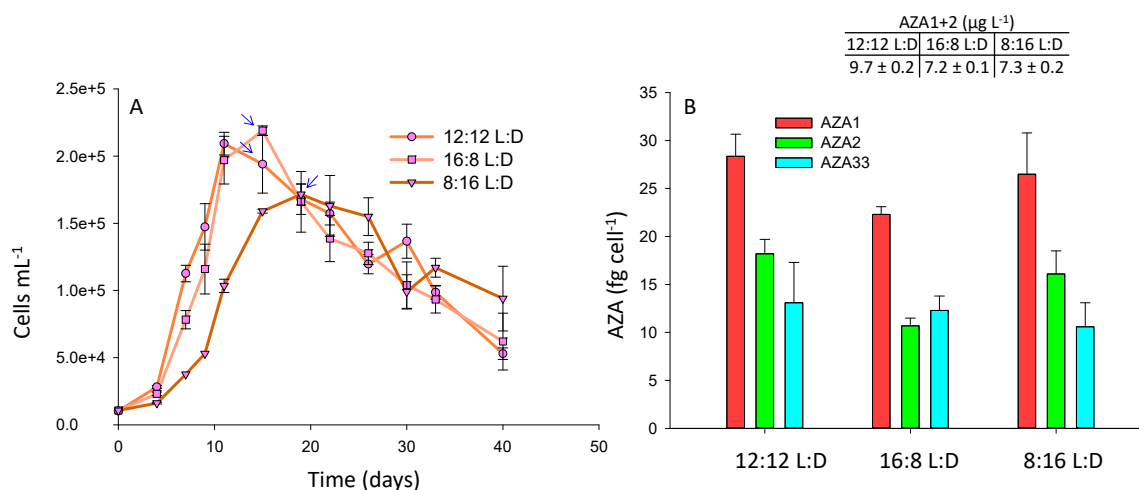 AZA1+2 (µg L-1)
12:12 L:D 16:8 L:D 8:16 L:D
9.7 ± 0.2 7.2 ± 0.1 7.3 ± 0.2
A
12:12 L:D
16:8 L:D
8:16 L:D
2.5e+5
2.0e+5
1.5e+5
1.0e+5
5.0e+4
0.0
Cells mL-1
0 10 20 30 40 50
Time (days)
B
AZA1
AZA2
AZA33
35
30
25
20
15
10
5
0
AZA (fg cell-1)
12:12 L:D 16:8 L:D 8:16 L:D